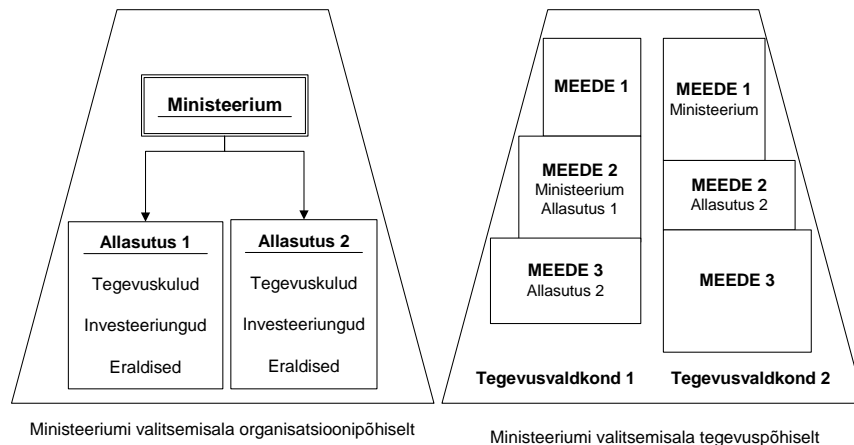 Ministeerium
Allasutus 1
Tegevuskulud
Investeeriungud
Eraldised
Allasutus 2
Tegevuskulud
Investeeriungud
Eraldised
Ministeeriumi valitsemisala organisatsioonipõhiselt
MEEDE 1
MEEDE 2
Ministeerium
Allasutus 1
MEEDE 3
Allasutus 2
Tegevusvaldkond 1
MEEDE 1
Ministeerium
MEEDE 2
Allasutus 2
MEEDE 3
Tegevusvaldkond 2
Ministeeriumi valitsemisala tegevuspõhiselt